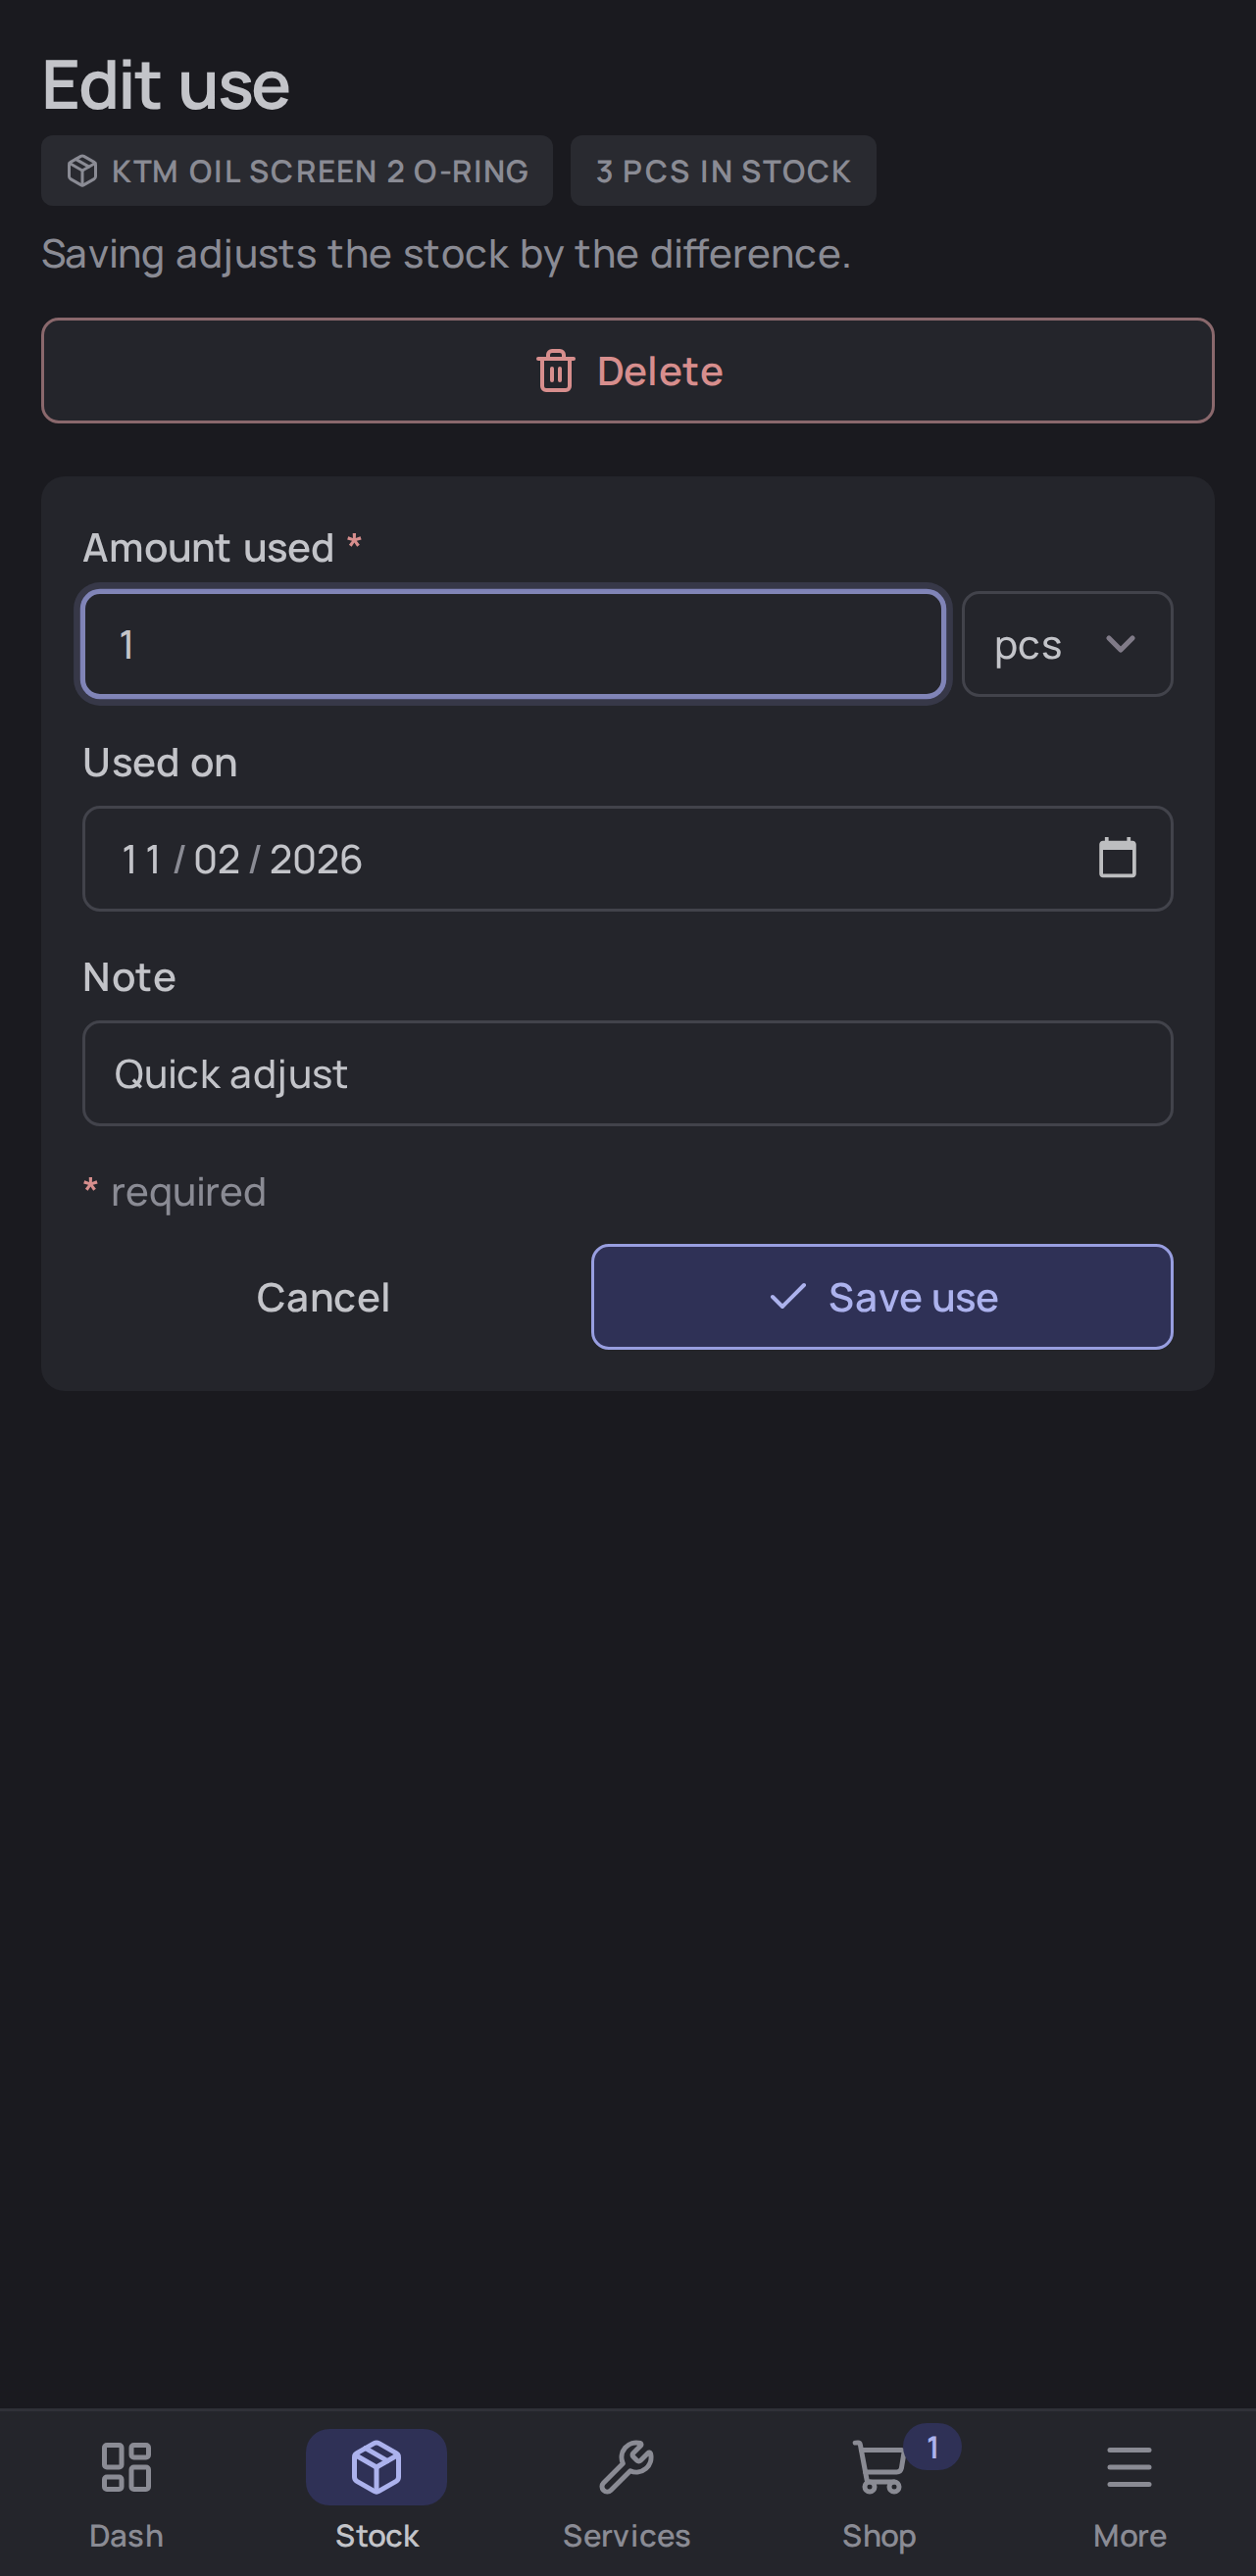 Edit use
KTM OIL SCREEN 2 O-RING 3 PCS IN STOCK
Saving adjusts the stock by the difference.
Delete
Amount used *
1 pcs
Used on
11/02/2026
Note
Quick adjust
* required
Cancel Save use
1
Dash Stock Services Shop More